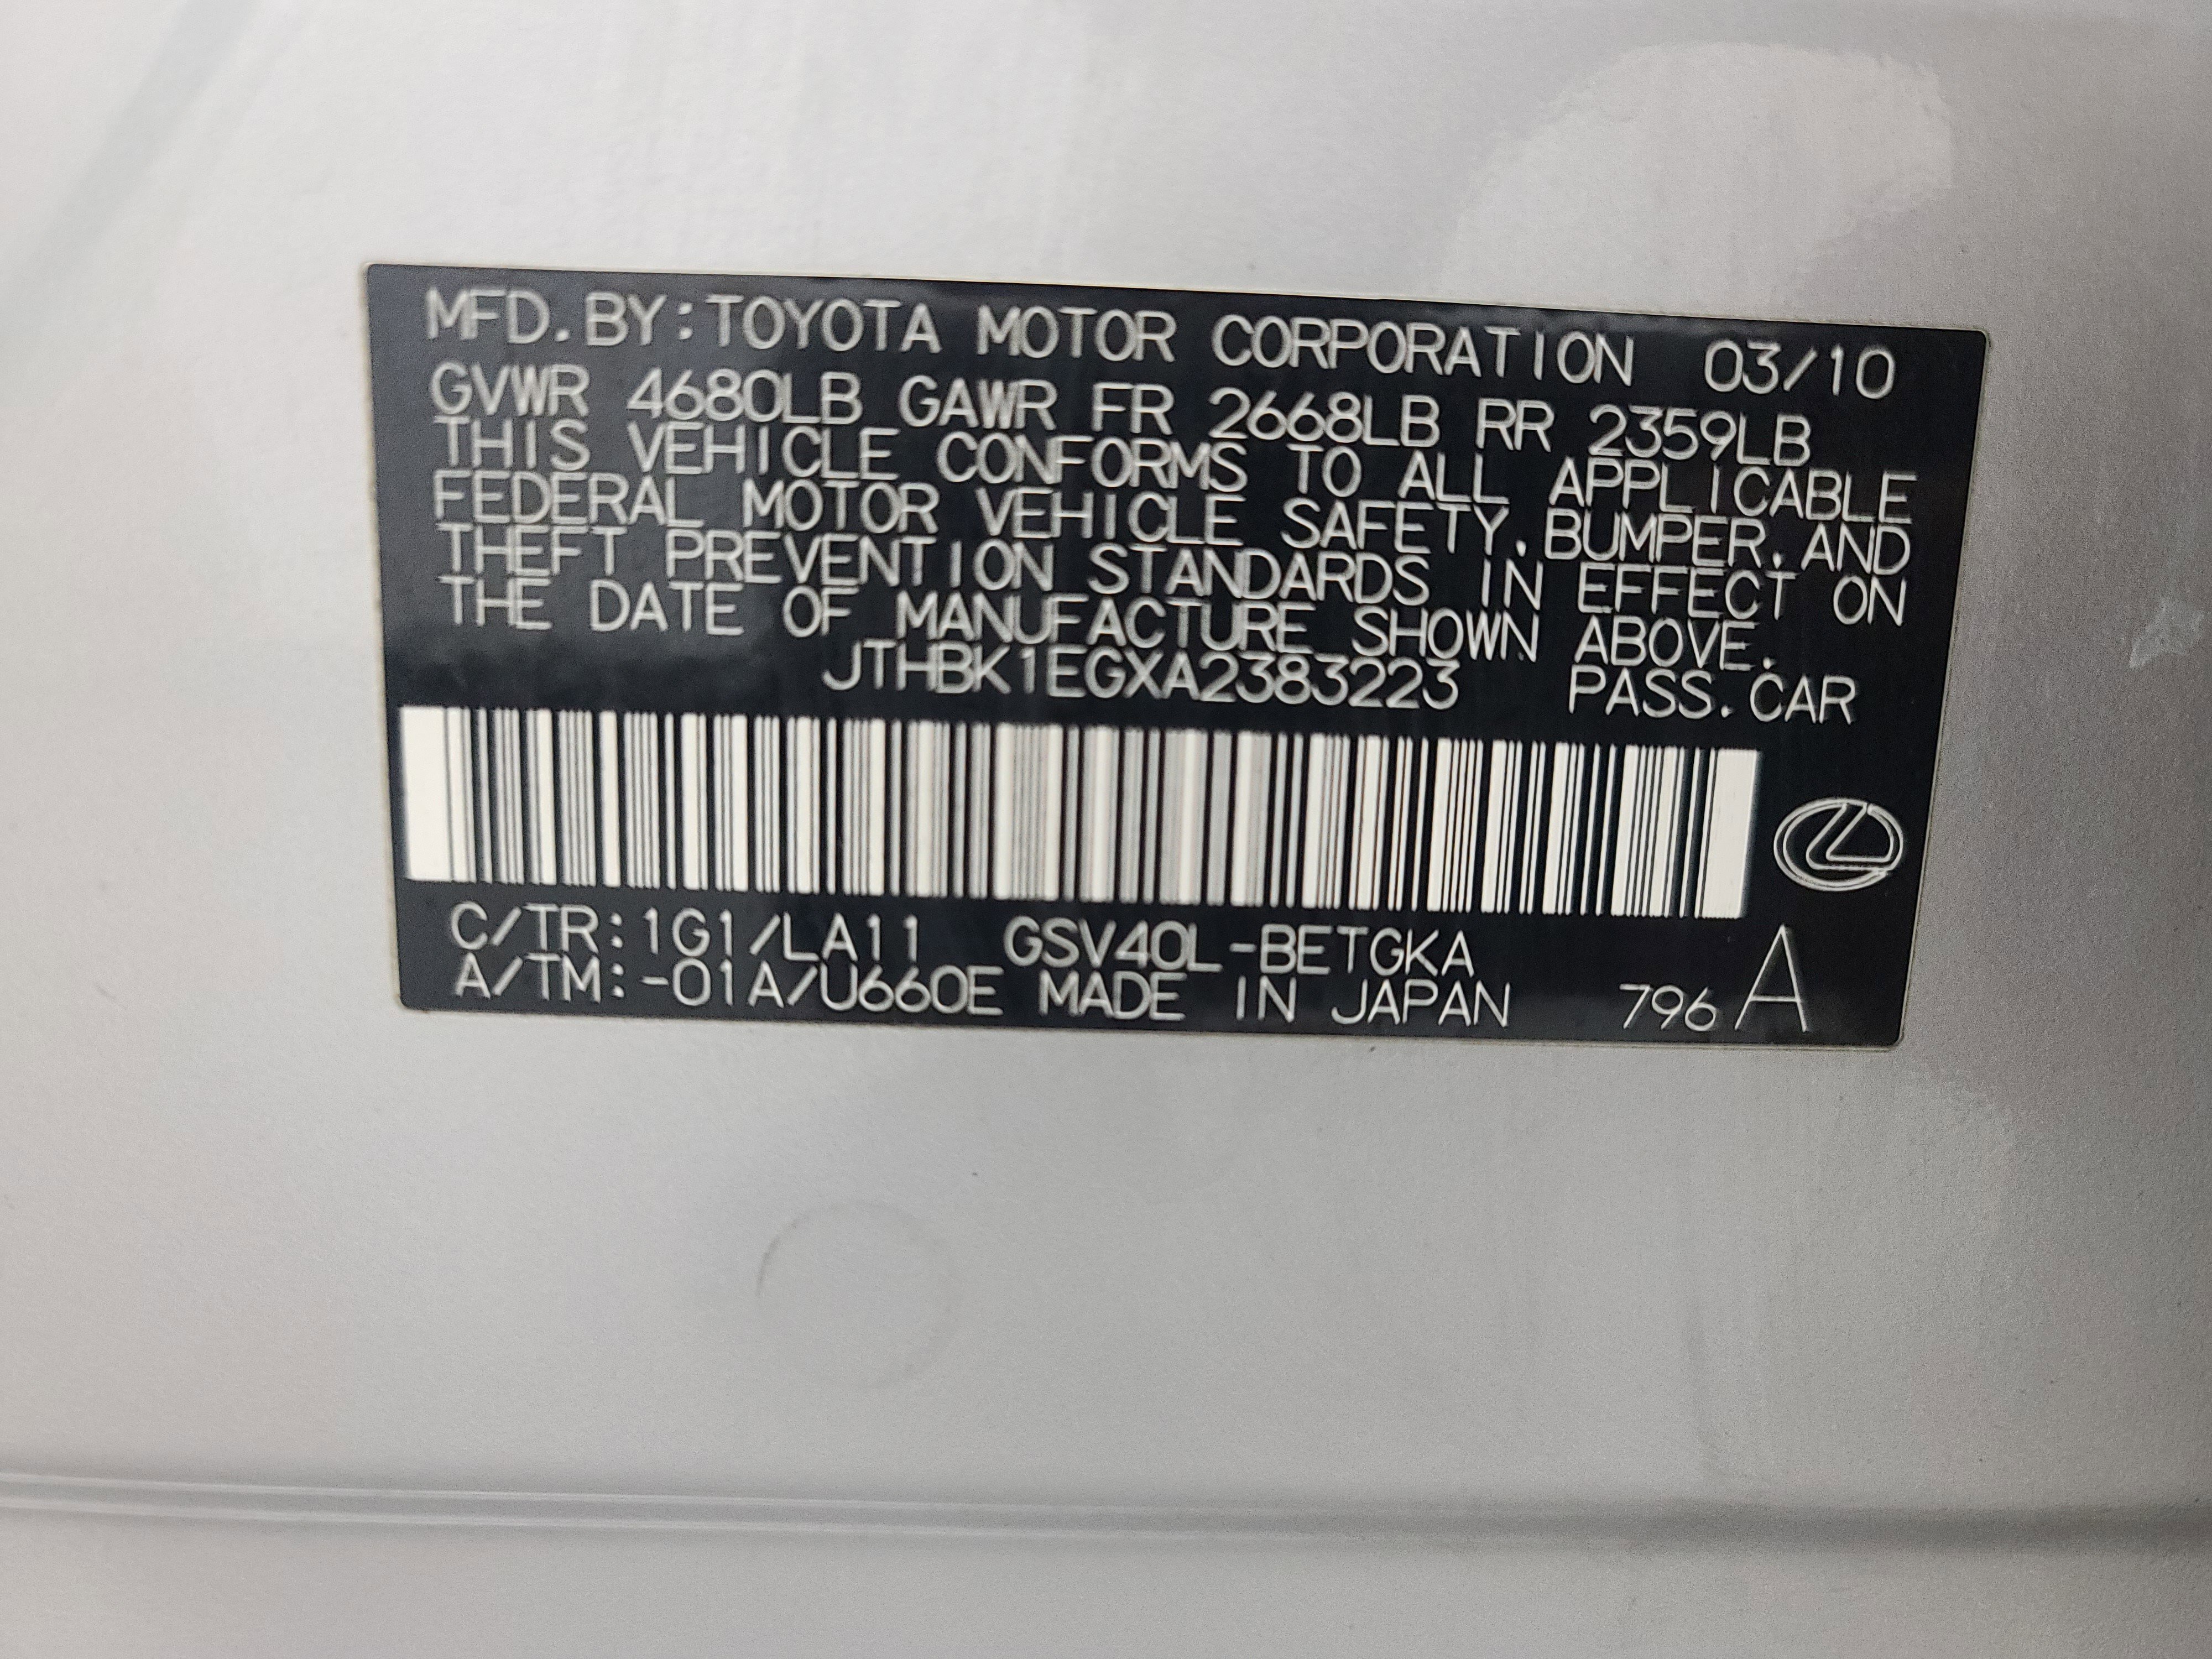 MFD.BY:TOYOTA MOTOR CORPORATION 03/10
GVWR 4680LB GAWR FR 2668LB RR 2359LB
THIS VEHICLE CONFORMS TO ALL APPLICABLE
FEDERAL MOTOR VEHICLE SAFETY,BUMPER,AND
THEFT PREVENTION STANDARDS IN EFFECT ON
THE DATE OF MANUFACTURE SHOWN ABOVE.
JTHBK1EGXA2383223 PASS.CAR
C/TR:1G1/LA11 GSV40L-BETGKA
A/TM:-01A/U660E MADE IN JAPAN 796 A